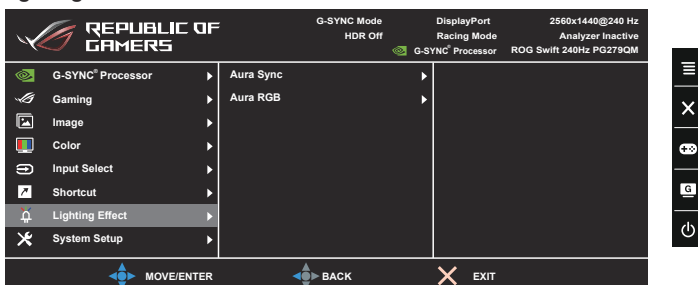 REPUBLIC OF
GAMERS
G-SYNC Mode
HDR Off
DisplayPort
Racing Mode
G-SYNC® Processor
2560x1440@240 Hz
Analyzer Inactive
ROG Swift 240Hz PG279QM
G-SYNC® Processor
Gaming
Image
Color
Input Select
Shortcut
Lighting Effect
System Setup
Aura Sync
Aura RGB
MOVE/ENTER
BACK
EXIT
G